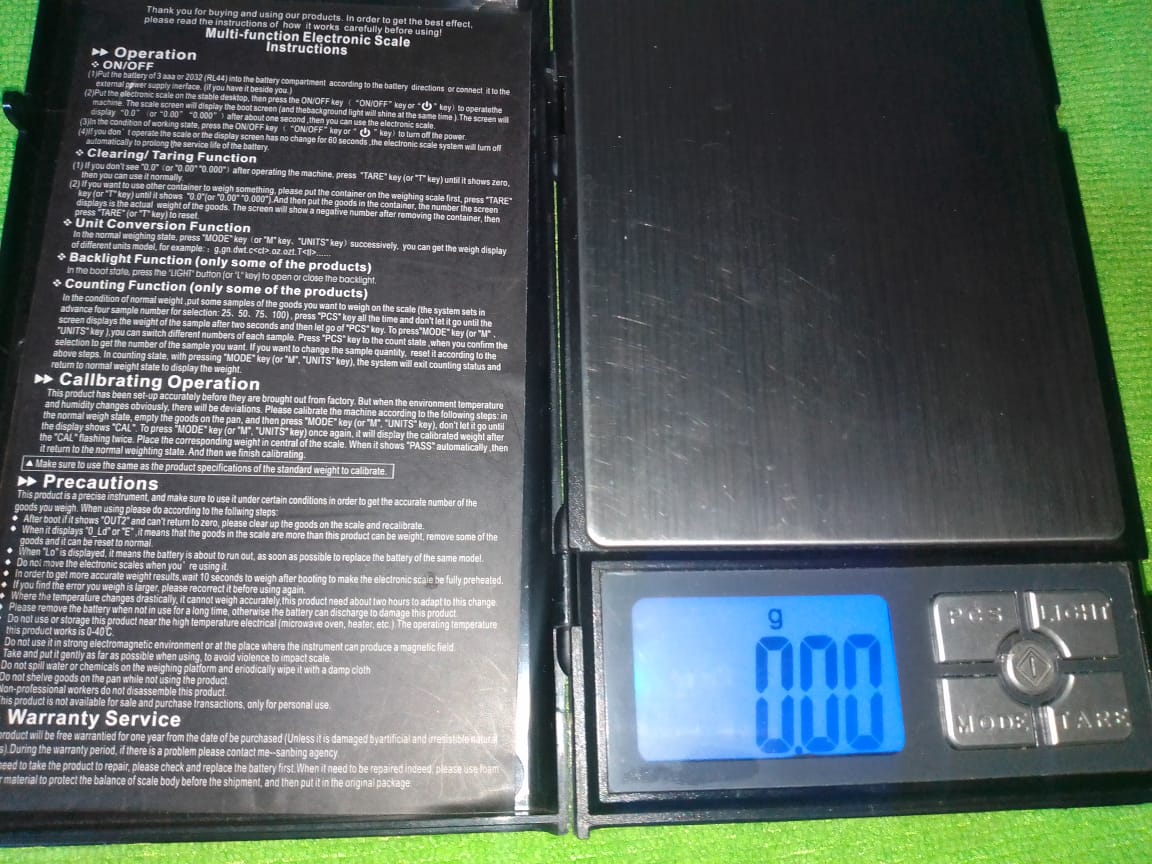 Thank you for buying and using our products. In order to get the best effect,
please read the instructions of how it works carefully before using!
Multi-function Electronic Scale
Instructions
▸▸ Operation
❖ ON/OFF
(1)Put the battery of 3 aaa or 2032 (RL44) into the battery compartment according to the battery directions or connect it to the
external power supply inerface. (if you have it beside you.)
(2)Put the electronic scale on the stable desktop, then press the ON/OFF key ( "ON/OFF" key or "⏻" key) to operatethe
machine. The scale screen will display the boot screen (and thebackground light will shine at the same time ).The screen will
display "0.0" (or "0.00" "0.000" ) after about one second ,then you can use the electronic scale.
(3)In the condition of working state, press the ON/OFF key ( "ON/OFF" key or " ⏻ " key) to turn off the power.
(4)If you don`t operate the scale or the display screen has no change for 60 seconds ,the electronic scale system will turn off
automatically to prolong the service life of the battery.
❖ Clearing/ Taring Function
(1) If you don't see "0.0" (or "0.00" "0.000") after operating the machine, press "TARE" key (or "T" key) until it shows zero,
then you can use it normally.
(2) If you want to use other container to weigh something, please put the container on the weighing scale first, press "TARE"
key (or "T" key) until it shows "0.0"(or "0.00" "0.000").And then put the goods in the container, the number the screen
displays is the actual weight of the goods. The screen will show a negative number after removing the container, then
press "TARE" (or "T" key) to reset.
❖ Unit Conversion Function
In the normal weighing state, press "MODE" key (or "M" key、"UNITS" key) successively, you can get the weigh display
of different units model, for example: : g.gn.dwt.c<ct>.oz.ozt.T<tl>......
❖ Backlight Function (only some of the products)
In the boot state, press the "LIGHT" button (or "L" key) to open or close the backlight.
❖ Counting Function (only some of the products)
In the condition of normal weight ,put some samples of the goods you want to weigh on the scale (the system sets in
advance four sample number for selection: 25、50、75、100) , press "PCS" key all the time and don't let it go until the
screen displays the weight of the sample after two seconds and then let go of "PCS" key. To press"MODE" key (or "M"、
"UNITS" key ),you can switch different numbers of each sample. Press "PCS" key to the count state ,when you confirm the
selection to get the number of the sample you want. If you want to change the sample quantity, reset it according to the
above steps. In counting state, with pressing "MODE" key (or "M", "UNITS" key), the system will exit counting status and
return to normal weight state to display the weight.
▸▸ Callbrating Operation
This product has been set-up accurately before they are brought out from factory. But when the environment temperature
and humidity changes obviously, there will be deviations. Please calibrate the machine according to the following steps: in
the normal weigh state, empty the goods on the pan, and then press "MODE" key (or "M", "UNITS" key), don't let it go until
the display shows "CAL". To press "MODE" key (or "M", "UNITS" key) once again, it will display the calibrated weight after
the "CAL" flashing twice. Place the corresponding weight in central of the scale. When it shows "PASS" automatically ,then
it return to the normal weighting state. And then we finish calibrating.
▲ Make sure to use the same as the product specifications of the standard weight to calibrate.
▸▸ Precautions
This product is a precise instrument, and make sure to use it under certain conditions in order to get the accurate number of the
goods you weigh. When using please do according to the follwing steps:
◆ After boot if it shows "OUT2" and can't return to zero, please clear up the goods on the scale and recalibrate.
◆ When it displays "0_Ld" or "E" ,it means that the goods in the scale are more than this product can be weight, remove some of the
goods and it can be reset to normal.
◆ When "Lo" is displayed, it means the battery is about to run out, as soon as possible to replace the battery of the same model.
◆ Do not move the electronic scales when you` re using it.
◆ In order to get more accurate weight results,wait 10 seconds to weigh after booting to make the electronic scale be fully preheated.
◆ If you find the error you weigh is larger, please recorrect it before using again.
◆ Where the temperature changes drastically, it cannot weigh accurately,this product need about two hours to adapt to this change.
◆ Please remove the battery when not in use for a long time, otherwise the battery can discharge to damage this product.
Do not use or storage this product near the high temperature electrical (microwave oven, heater, etc.).The operating temperature
this product works is 0-40℃.
Do not use it in strong electromagnetic environment or at the place where the instrument can produce a magnetic field.
Take and put it gently as far as possible when using, to avoid violence to impact scale.
Do not spill water or chemicals on the weighing platform and eriodically wipe it with a damp cloth
Do not shelve goods on the pan while not using the product.
Non-professional workers do not disassemble this product.
his product is not available for sale and purchase transactions, only for personal use.
Warranty Service
product will be free warrantied for one year from the date of be purchased (Unless it is damaged byartificial and irresistible natural
s).During the warranty period, if there is a problem please contact me--sanbing agency.
need to take the product to repair, please check and replace the battery first.When it need to be repaired indeed, please use foam
r material to protect the balance of scale body before the shipment, and then put it in the original package.
g
0.00
PCS
LIGHT
MODE
TARE